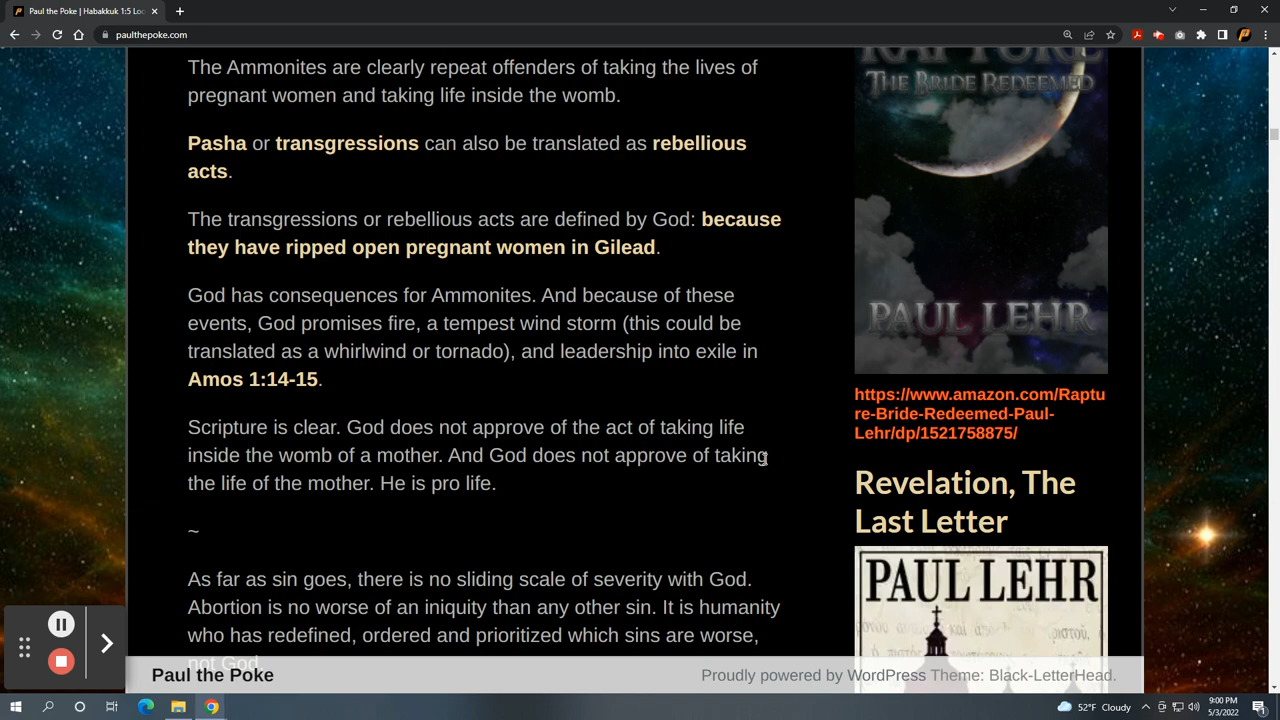 Paul the Poke | Habakkuk 1:5 Loo
paulthepoke.com
The Ammonites are clearly repeat offenders of taking the lives of
pregnant women and taking life inside the womb.
Pasha or transgressions can also be translated as rebellious
acts.
The transgressions or rebellious acts are defined by God: because
they have ripped open pregnant women in Gilead.
God has consequences for Ammonites. And because of these
events, God promises fire, a tempest wind storm (this could be
translated as a whirlwind or tornado), and leadership into exile in
Amos 1:14-15.
Scripture is clear. God does not approve of the act of taking life
inside the womb of a mother. And God does not approve of taking
the life of the mother. He is pro life.
~
As far as sin goes, there is no sliding scale of severity with God.
Abortion is no worse of an iniquity than any other sin. It is humanity
who has redefined, ordered and prioritized which sins are worse,
not God.
RAPTURE
THE BRIDE REDEEMED
PAUL LEHR
https://www.amazon.com/Raptu
re-Bride-Redeemed-Paul-
Lehr/dp/1521758875/
Revelation, The
Last Letter
PAUL LEHR
Paul the Poke
Proudly powered by WordPress Theme: Black-LetterHead.
52°F Cloudy
9:00 PM
5/3/2022